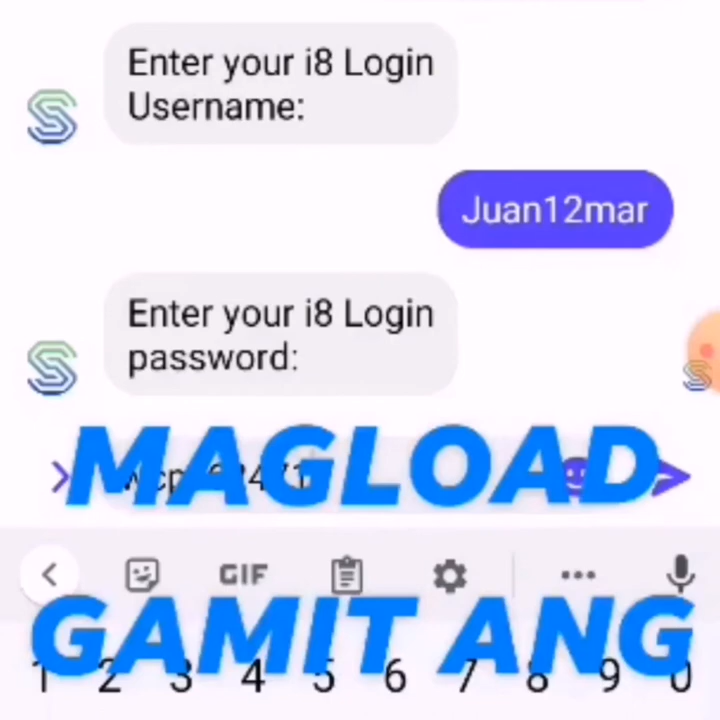 Enter your i8 Login
Username:
Juan12mar
Enter your i8 Login
password:
MAGLOAD
GIF
GAMIT ANG
1 2 3 4 5 6 7 8 9 0